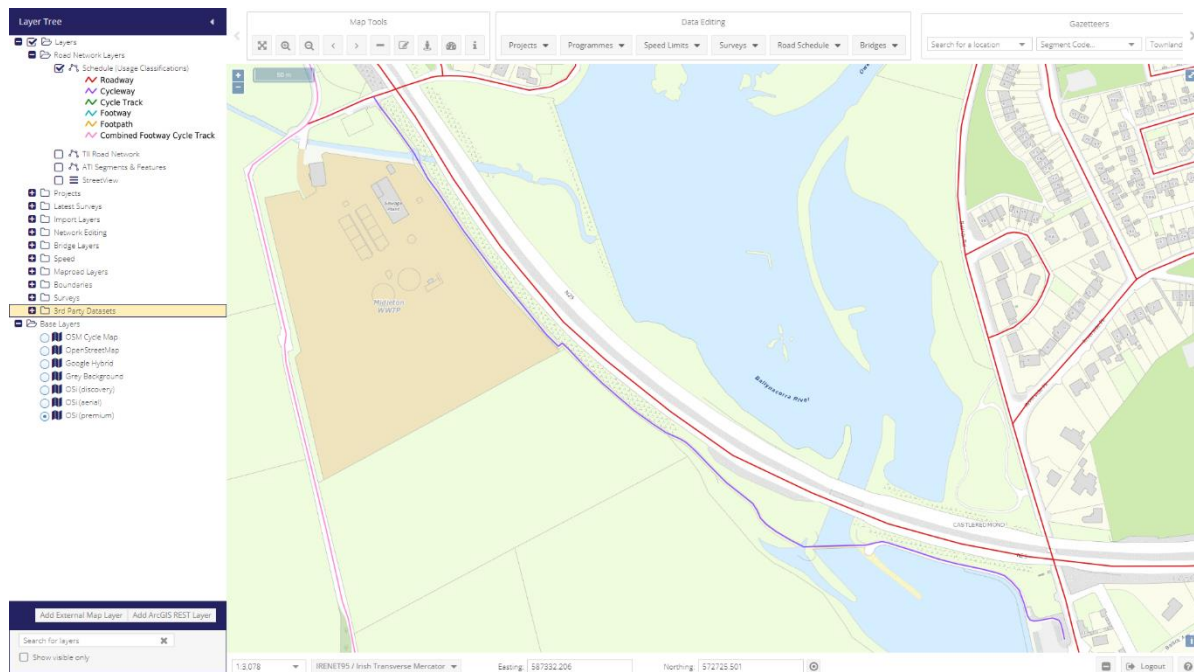 Layer Tree
Layers
Road Network Layers
Schedule (Usage Classifications)
Roadway
Cycleway
Cycle Track
Footway
Footpath
Combined Footway Cycle Track
TII Road Network
ATI Segments & Features
StreetView
Projects
Latest Surveys
Import Layers
Network Editing
Bridge Layers
Speed
Maproad Layers
Boundaries
Surveys
3rd Party Datasets
Base Layers
OSM Cycle Map
OpenStreetMap
Google Hybrid
Grey Background
OSi (discovery)
OSi (aerial)
OSi (premium)
Add External Map Layer Add ArcGIS REST Layer
Search for layers
Show visible only
Map Tools
Data Editing
Projects Programmes Speed Limits Surveys Road Schedule Bridges
Gazetteers
Search for a location Segment Code... Townland
50 m
Midleton
WWTP
N25
Ballynacorra River
CASTLEREDMOND
1:3,078 IRENET95 / Irish Transverse Mercator Easting: 587332.206 Northing: 572725.501 Logout